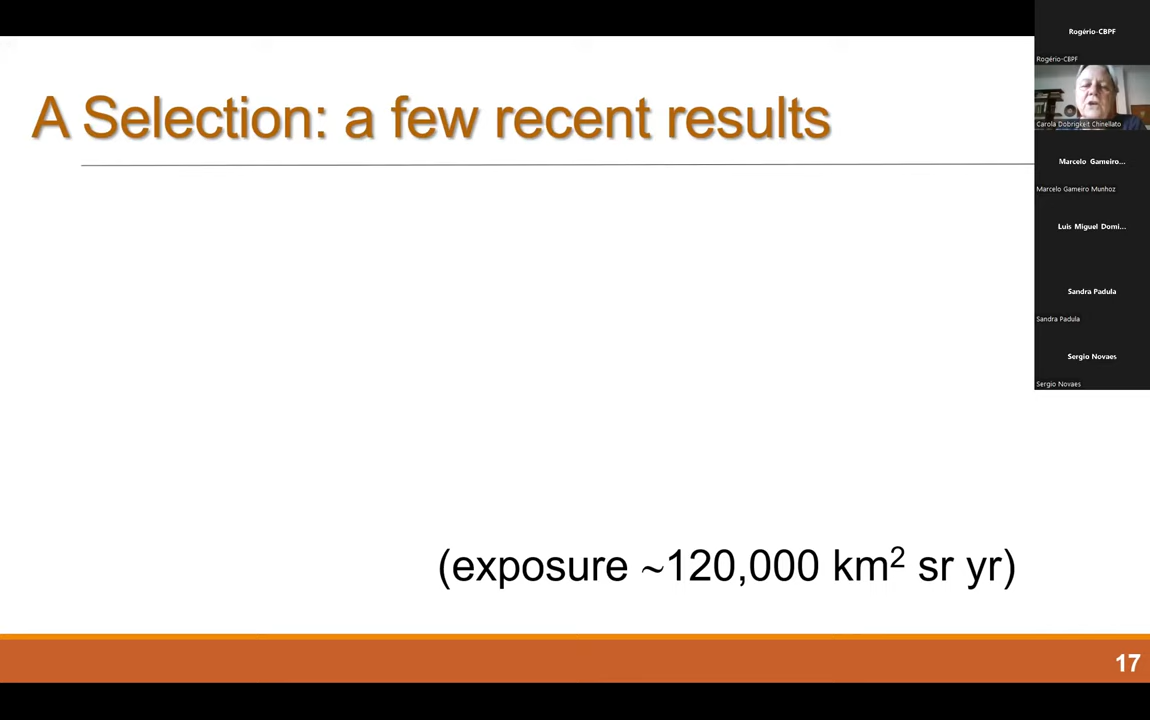 A Selection: a few recent results
(exposure ~120,000 km² sr yr)
17
Rogério-CBPF
Rogério-CBPF
Carola Dobrigkeit Chinellato
Marcelo Gameiro...
Marcelo Gameiro Munhoz
Luis Miguel Domi...
Sandra Padula
Sandra Padula
Sergio Novaes
Sergio Novaes